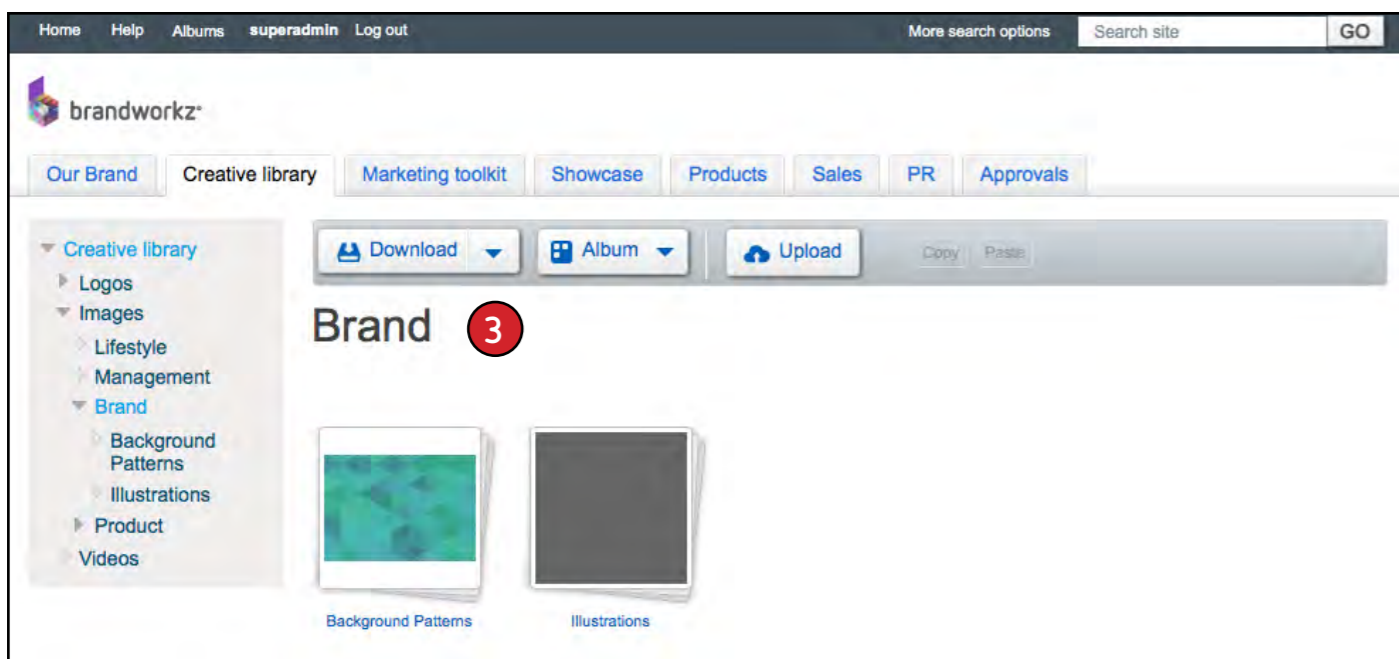 Home Help Albums superadmin Log out More search options Search site GO
brandworkz
Our Brand Creative library Marketing toolkit Showcase Products Sales PR Approvals
Creative library
Logos
Images
Lifestyle
Management
Brand
Background
Patterns
Illustrations
Product
Videos
Download Album Upload Copy Paste
Brand 3
Background Patterns Illustrations